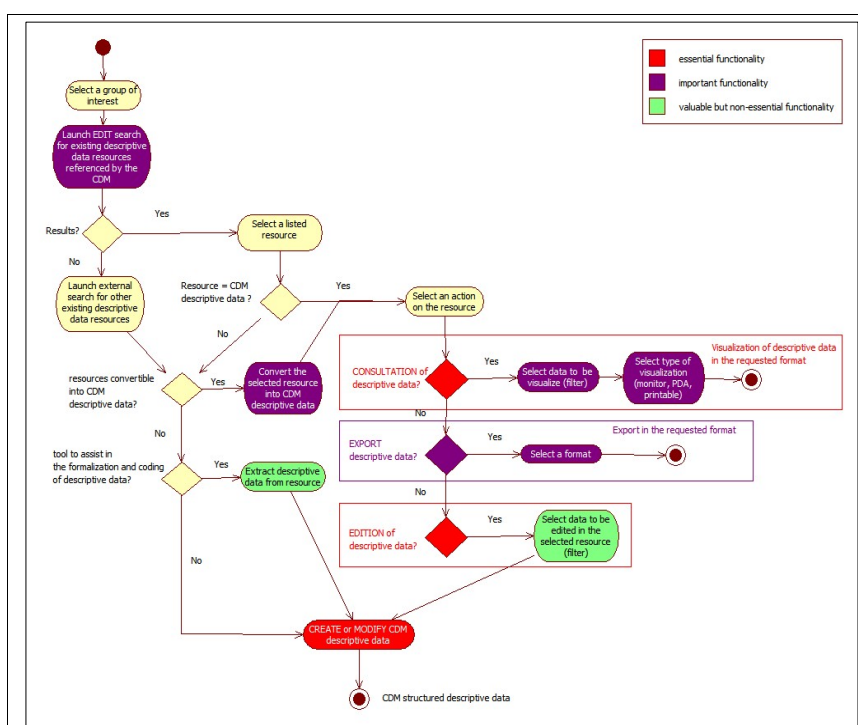 essential functionality
important functionality
valuable but non-essential functionality
Select a group of
interest
Launch EDIT search
for existing descriptive
data resources
referenced by the
CDM
Results?
Yes
Select a listed
resource
No
Launch external
search for other
existing descriptive
data resources
Resource = CDM
descriptive data ?
Yes
Select an action
on the resource
No
resources convertible
into CDM
descriptive data?
Yes
Convert the
selected resource
into CDM
descriptive data
CONSULTATION of
descriptive data?
Yes
Select data to be
visualize (filter)
Select type of
visualization
(monitor, PDA,
printable)
Visualization of descriptive data
in the requested format
No
No
EXPORT
descriptive data?
Yes
Select a format
Export in the requested format
tool to assist in
the formalization and coding
of descriptive data?
Yes
Extract descriptive
data from resource
No
EDITION of
descriptive data?
Yes
Select data to be
edited in the
selected resource
(filter)
No
CREATE or MODIFY CDM
descriptive data
CDM structured descriptive data